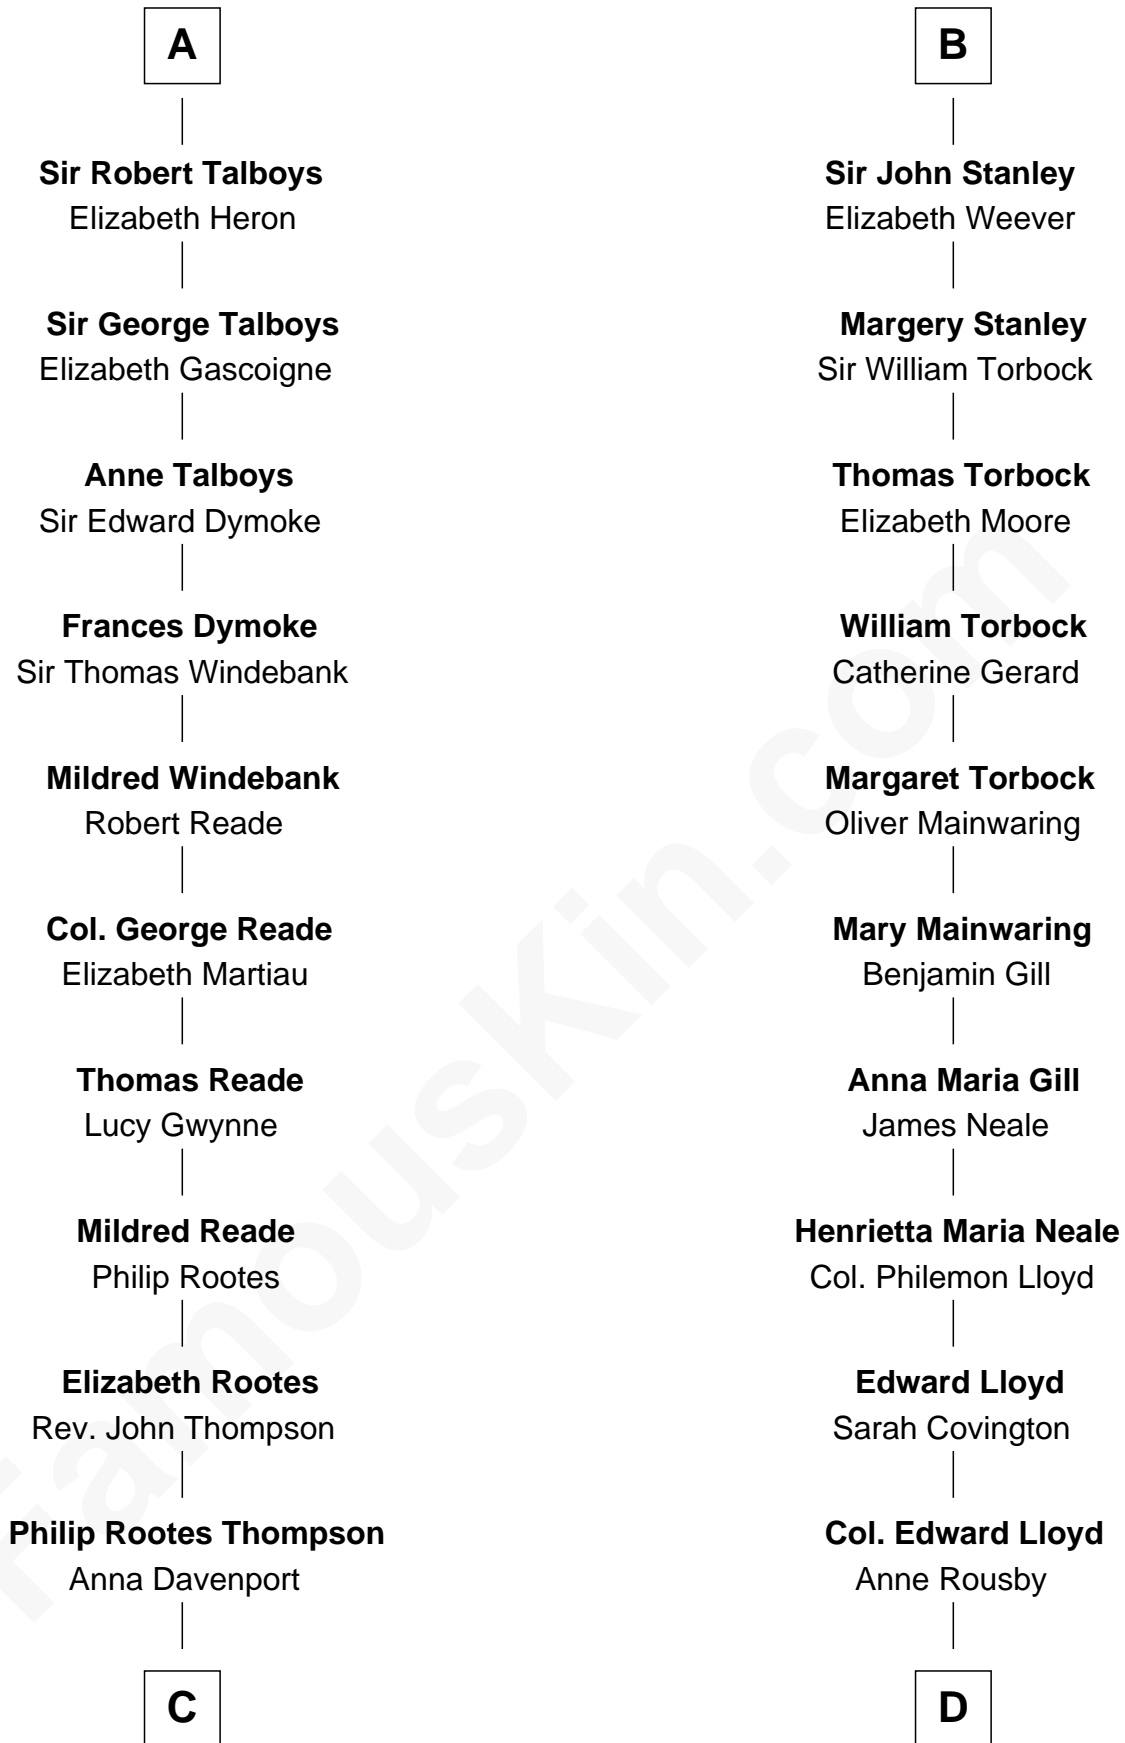 A
Sir Robert Talboys
Elizabeth Heron
Sir George Talboys
Elizabeth Gascoigne
Anne Talboys
Sir Edward Dymoke
Frances Dymoke
Sir Thomas Windebank
Mildred Windebank
Robert Reade
Col. George Reade
Elizabeth Martiau
Thomas Reade
Lucy Gwynne
Mildred Reade
Philip Rootes
Elizabeth Rootes
Rev. John Thompson
Philip Rootes Thompson
Anna Davenport
C
B
Sir John Stanley
Elizabeth Weever
Margery Stanley
Sir William Torbock
Thomas Torbock
Elizabeth Moore
William Torbock
Catherine Gerard
Margaret Torbock
Oliver Mainwaring
Mary Mainwaring
Benjamin Gill
Anna Maria Gill
James Neale
Henrietta Maria Neale
Col. Philemon Lloyd
Edward Lloyd
Sarah Covington
Col. Edward Lloyd
Anne Rousby
D
FamousKin.com